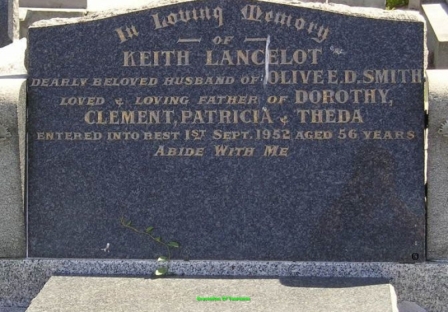 In Loving Memory
OF
KEITH LANCELOT
DEARLY BELOVED HUSBAND OF OLIVE E.D. SMITH
LOVED & LOVING FATHER OF DOROTHY,
CLEMENT, PATRICIA & THEDA
ENTERED INTO REST 1ST SEPT. 1952 AGED 56 YEARS
ABIDE WITH ME